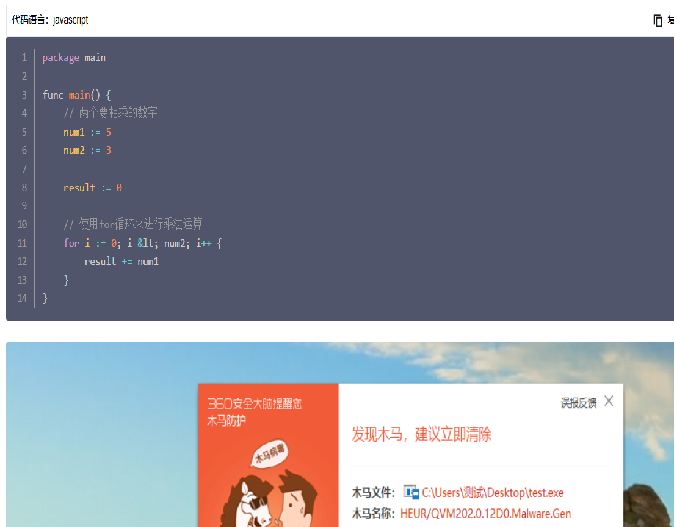 代码语言：javascript
1 package main
2
3 func main() {
4 // 两个要相乘的数字
5 num1 := 5
6 num2 := 3
7
8 result := 0
9
10 // 使用for循环来进行乘法运算
11 for i := 0; i &lt; num2; i++ {
12 result += num1
13 }
14 }
360安全大脑提醒您
木马防护
误报反馈
木马病毒
发现木马，建议立即清除
木马文件： C:\Users\测试\Desktop\test.exe
木马名称： HEUR/QVM202.0.12D0.Malware.Gen